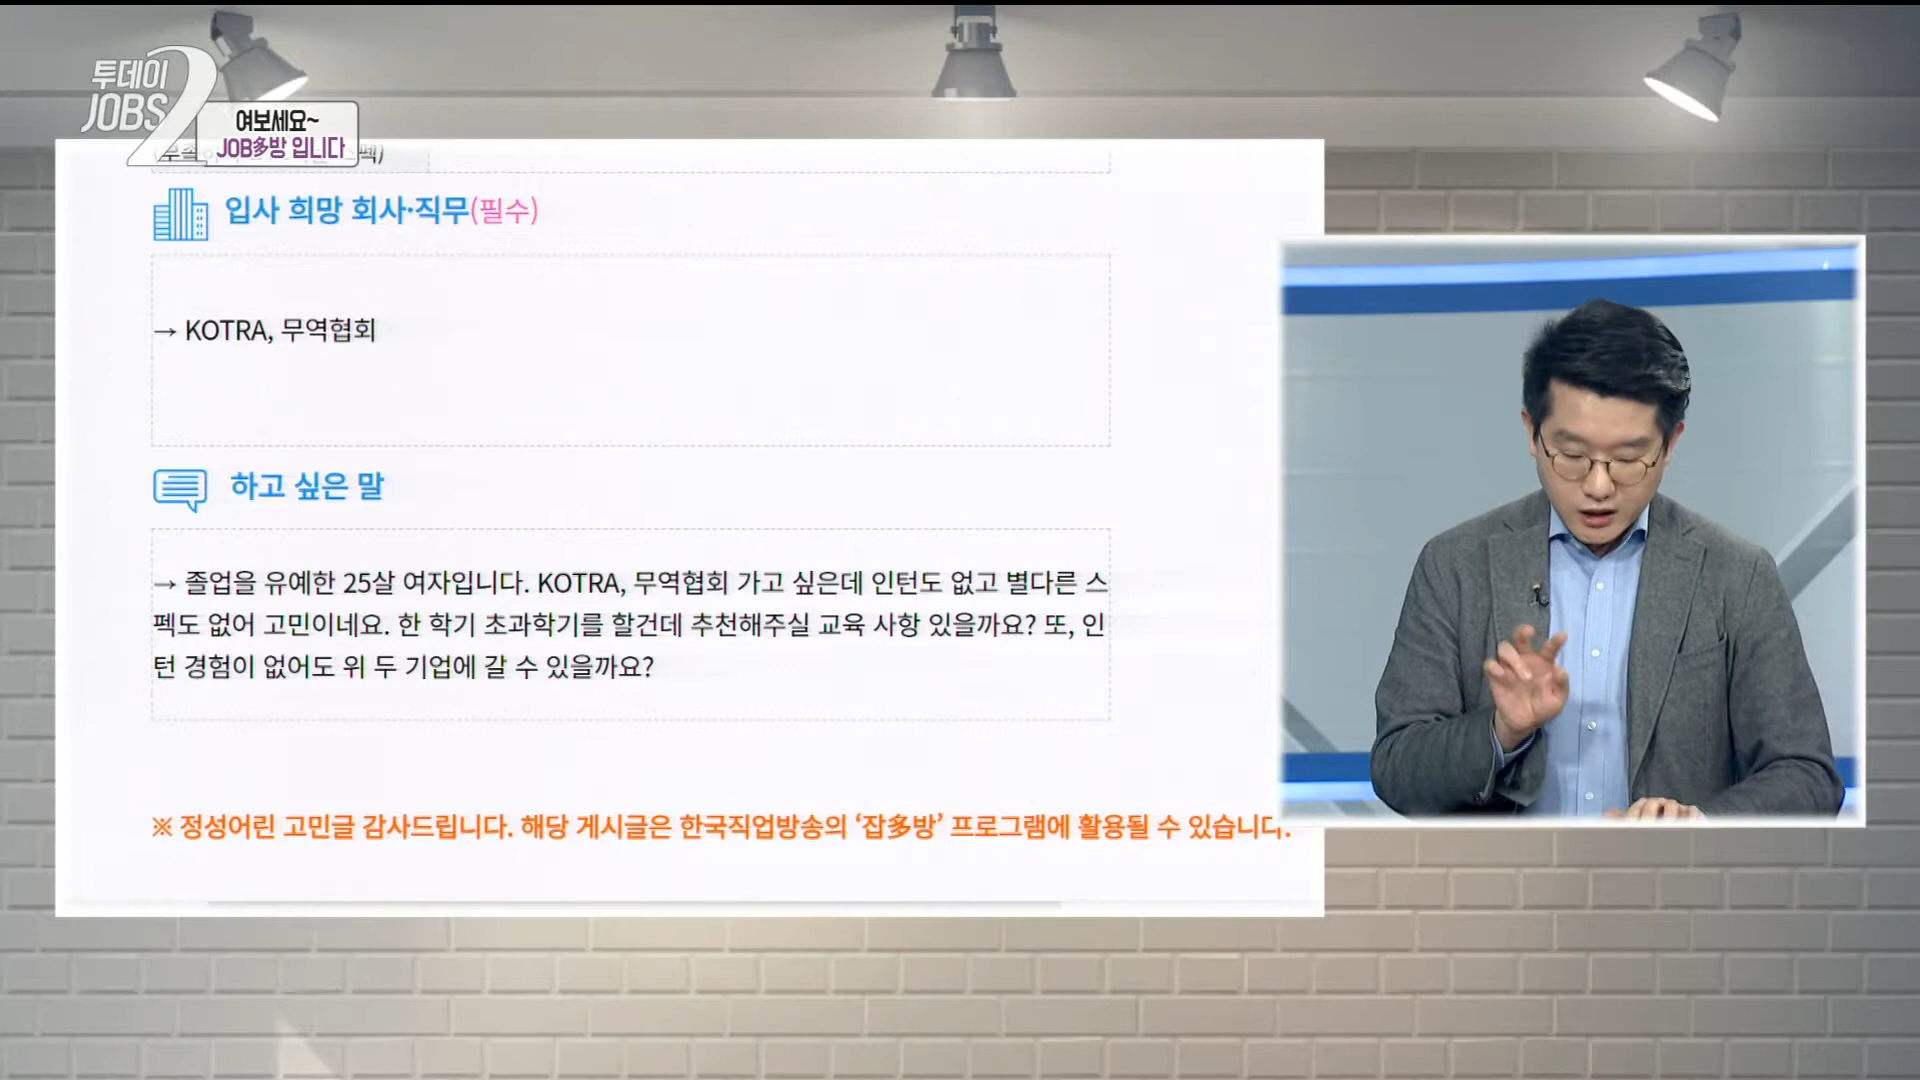 투데이
JOBS 2
여보세요~
JOB多방 입니다
펙)
입사 희망 회사·직무(필수)
→ KOTRA, 무역협회
하고 싶은 말
→ 졸업을 유예한 25살 여자입니다. KOTRA, 무역협회 가고 싶은데 인턴도 없고 별다른 스
펙도 없어 고민이네요. 한 학기 초과학기를 할건데 추천해주실 교육 사항 있을까요? 또, 인
턴 경험이 없어도 위 두 기업에 갈 수 있을까요?
※ 정성어린 고민글 감사드립니다. 해당 게시글은 한국직업방송의 ‘잡多방’ 프로그램에 활용될 수 있습니다.